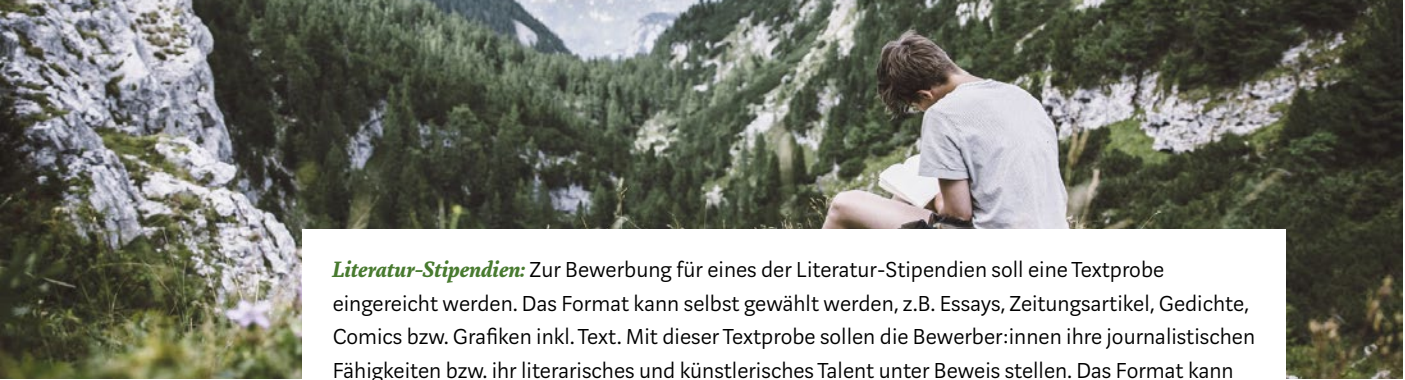 Literatur-Stipendien: Zur Bewerbung für eines der Literatur-Stipendien soll eine Textprobe
eingereicht werden. Das Format kann selbst gewählt werden, z.B. Essays, Zeitungsartikel, Gedichte,
Comics bzw. Grafiken inkl. Text. Mit dieser Textprobe sollen die Bewerber:innen ihre journalistischen
Fähigkeiten bzw. ihr literarisches und künstlerisches Talent unter Beweis stellen. Das Format kann